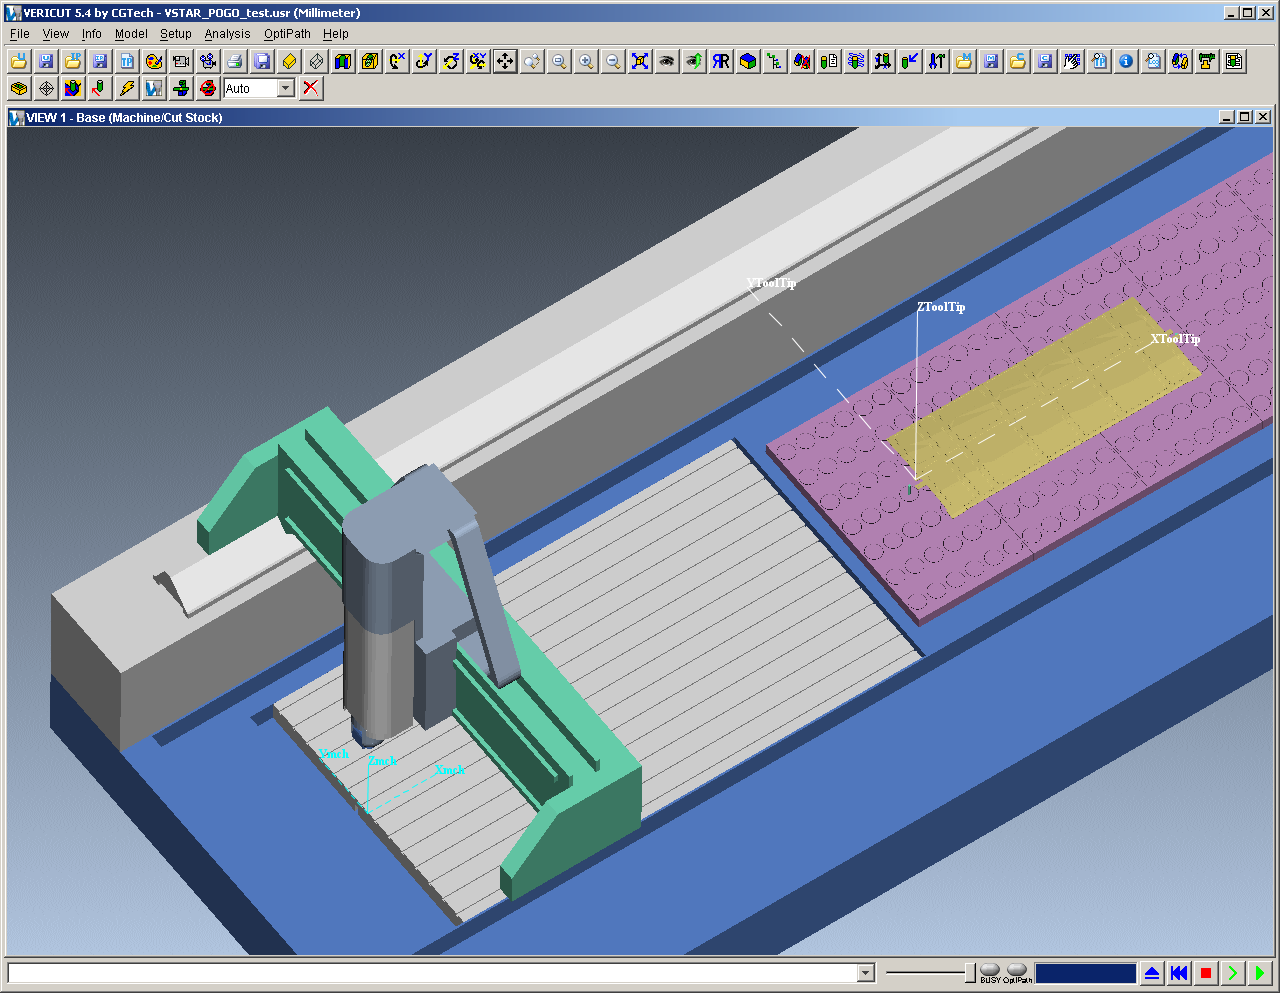 VERICUT 5.4 by CGTech - VSTAR_POGO_test.usr (Millimeter)
File View Info Model Setup Analysis OptiPath Help
Auto
VIEW 1 - Base (Machine/Cut Stock)
YToolTip
ZToolTip
XToolTip
Yrack
Zrack
Xrack
BUSY OptiPath